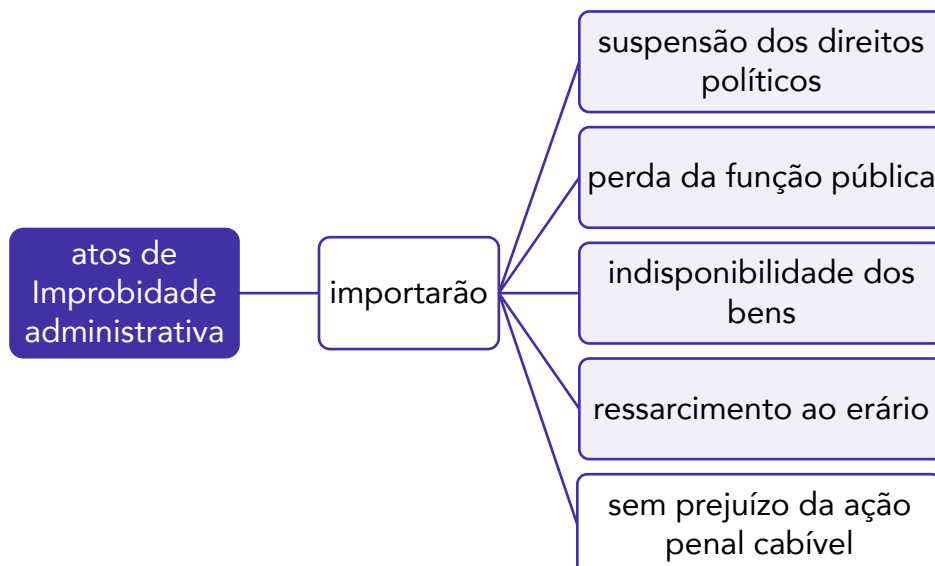 atos de
Improbidade
administrativa
importarão
suspensão dos direitos
políticos
perda da função pública
indisponibilidade dos
bens
ressarcimento ao erário
sem prejuízo da ação
penal cabível